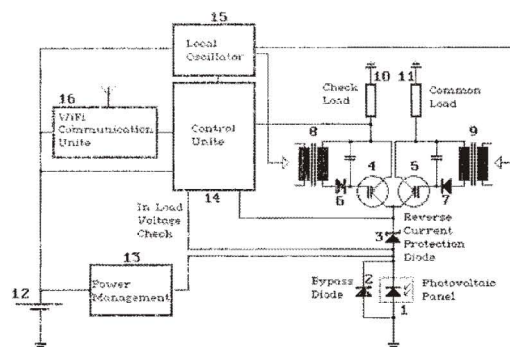 15
Local
Oscillator
16
WiFi
Communication
Unite
Control
Unite
14
10
11
Check
Load
Common
Load
8
9
4
5
6
7
In Load
Voltage
Check
Reverse
Current
Protection
Diode
3
13
Power
Management
12
Bypass
Diode
2
Photovoltaic
Panel
1